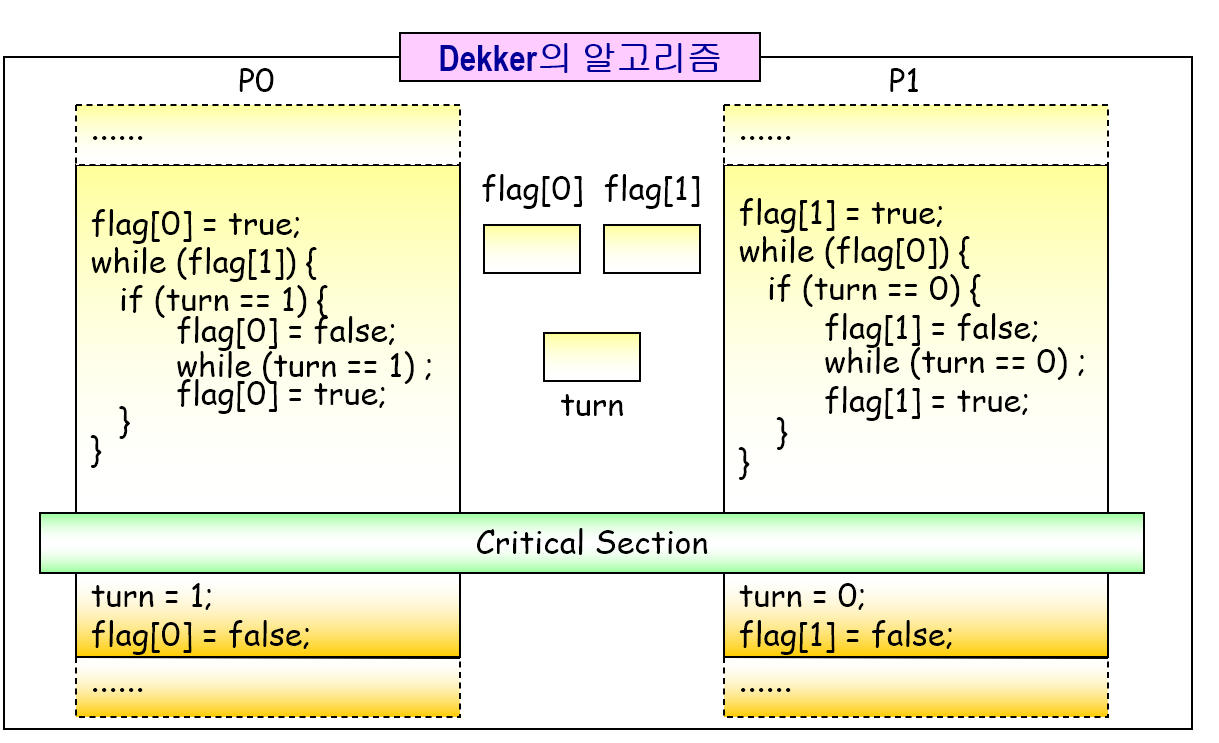 Dekker의 알고리즘
P0
......
flag[0] = true;
while (flag[1]) {
if (turn == 1) {
flag[0] = false;
while (turn == 1) ;
flag[0] = true;
}
}
flag[0] flag[1]
turn
P1
......
flag[1] = true;
while (flag[0]) {
if (turn == 0) {
flag[1] = false;
while (turn == 0) ;
flag[1] = true;
}
}
Critical Section
turn = 1;
flag[0] = false;
......
turn = 0;
flag[1] = false;
......